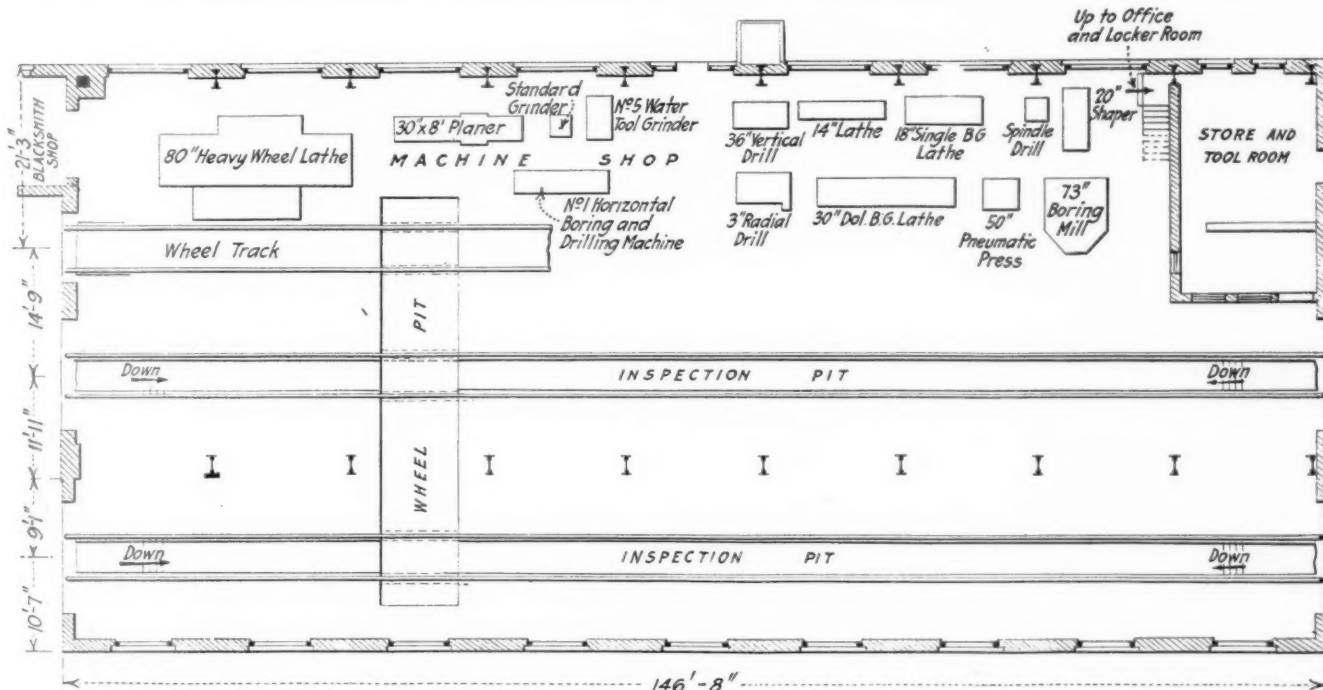 Up to Office
and Locker Room
Standard
Grinder
Nº5 Water
Tool Grinder
30"x8' Planer
80" Heavy Wheel Lathe
MACHINE SHOP
36" Vertical
Drill
14" Lathe
18" Single B.G.
Lathe
Spindle
Drill
20"
Shaper
STORE AND
TOOL ROOM
21'-3"
BLACKSMITH
SHOP
Nº1 Horizontal
Boring and
Drilling Machine
3" Radial
Drill
30" Dol. B.G. Lathe
50"
Pneumatic
Press
73"
Boring
Mill
Wheel Track
14'-9"
WHEEL PIT
Down
INSPECTION PIT
Down
11'-11"
9'-1"
Down
INSPECTION PIT
Down
10'-7"
146'-8"